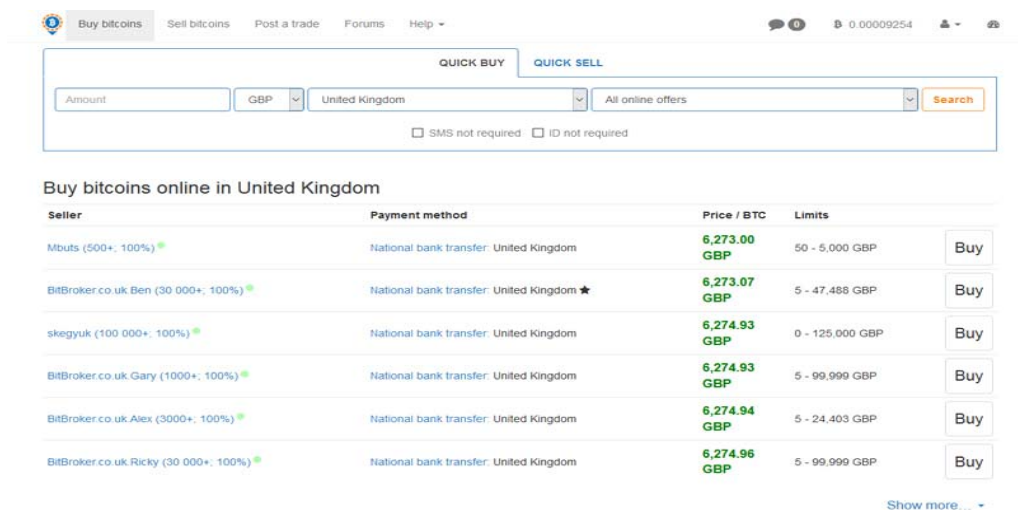 Buy bitcoins Sell bitcoins Post a trade Forums Help 0 ฿ 0.00009254
QUICK BUY QUICK SELL
Amount GBP United Kingdom All online offers Search
SMS not required ID not required
Buy bitcoins online in United Kingdom
Seller Payment method Price / BTC Limits
Mbuts (500+; 100%) National bank transfer: United Kingdom 6,273.00 GBP 50 - 5,000 GBP Buy
BitBroker.co.uk.Ben (30 000+; 100%) National bank transfer: United Kingdom ★ 6,273.07 GBP 5 - 47,488 GBP Buy
skegyuk (100 000+; 100%) National bank transfer: United Kingdom 6,274.93 GBP 0 - 125,000 GBP Buy
BitBroker.co.uk.Gary (1000+; 100%) National bank transfer: United Kingdom 6,274.93 GBP 5 - 99,999 GBP Buy
BitBroker.co.uk.Alex (3000+; 100%) National bank transfer: United Kingdom 6,274.94 GBP 5 - 24,403 GBP Buy
BitBroker.co.uk.Ricky (30 000+; 100%) National bank transfer: United Kingdom 6,274.96 GBP 5 - 99,999 GBP Buy
Show more...